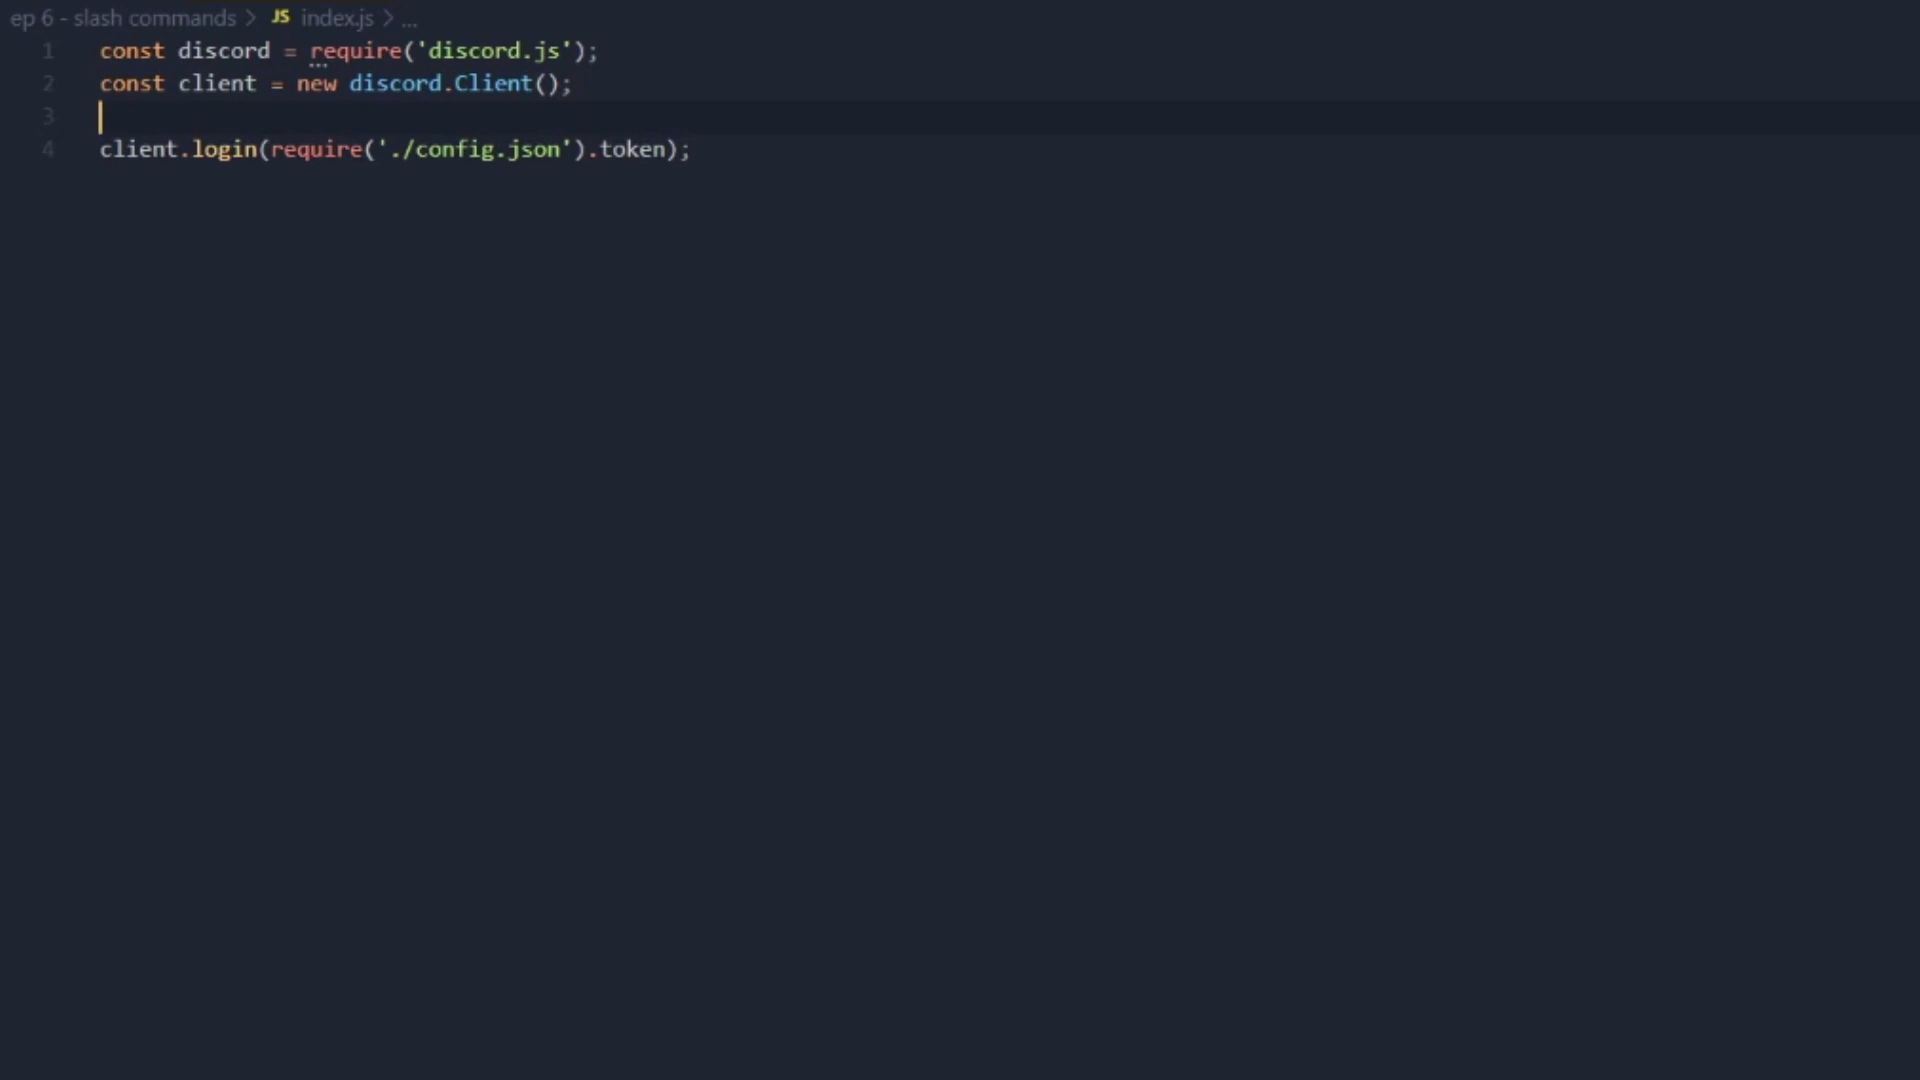 ep 6 - slash commands > JS index.js > ...
1 const discord = require('discord.js');
2 const client = new discord.Client();
3
4 client.login(require('./config.json').token);